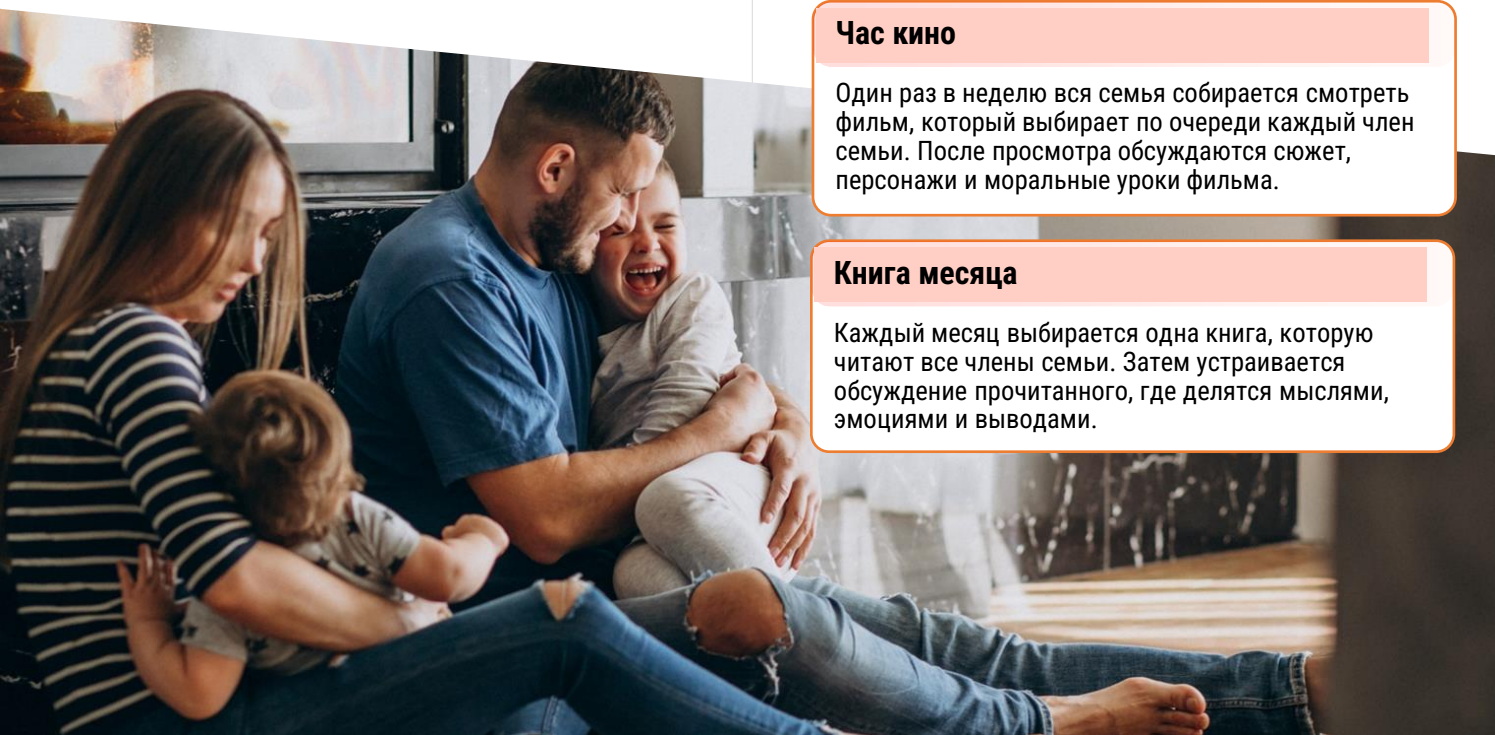 Час кино
Один раз в неделю вся семья собирается смотреть
фильм, который выбирает по очереди каждый член
семьи. После просмотра обсуждаются сюжет,
персонажи и моральные уроки фильма.
Книга месяца
Каждый месяц выбирается одна книга, которую
читают все члены семьи. Затем устраивается
обсуждение прочитанного, где делятся мыслями,
эмоциями и выводами.